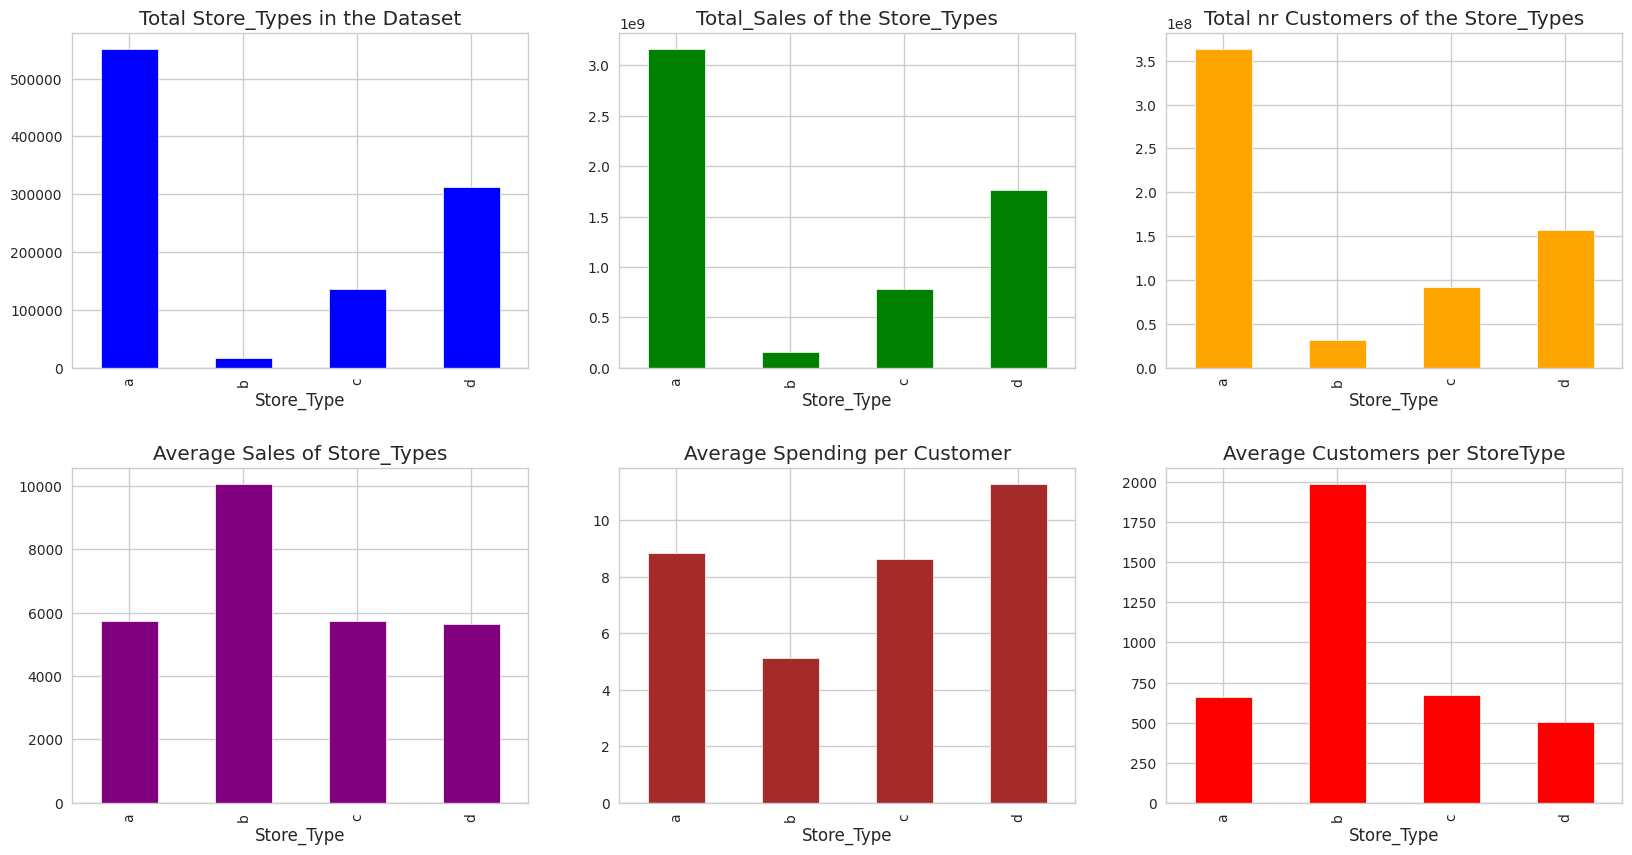 Total Store_Types in the Dataset
500000
400000
300000
200000
100000
0
a
b
c
d
Store_Type
Total_Sales of the Store_Types
1e9
3.0
2.5
2.0
1.5
1.0
0.5
0.0
a
b
c
d
Store_Type
Total nr Customers of the Store_Types
1e8
3.5
3.0
2.5
2.0
1.5
1.0
0.5
0.0
a
b
c
d
Store_Type
Average Sales of Store_Types
10000
8000
6000
4000
2000
0
a
b
c
d
Store_Type
Average Spending per Customer
10
8
6
4
2
0
a
b
c
d
Store_Type
Average Customers per StoreType
2000
1750
1500
1250
1000
750
500
250
0
a
b
c
d
Store_Type